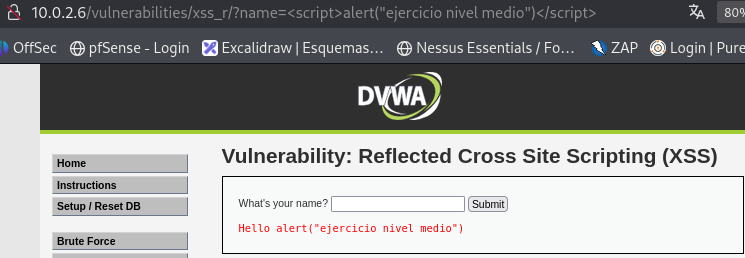 10.0.2.6/vulnerabilities/xss_r/?name=<script>alert("ejercicio nivel medio")</script>
80%
OffSec pfSense - Login Excalidraw | Esquemas… Nessus Essentials / Fo… ZAP Login | Pure
DVWA
Vulnerability: Reflected Cross Site Scripting (XSS)
Home
Instructions
Setup / Reset DB
Brute Force
What's your name? Submit
Hello alert("ejercicio nivel medio")